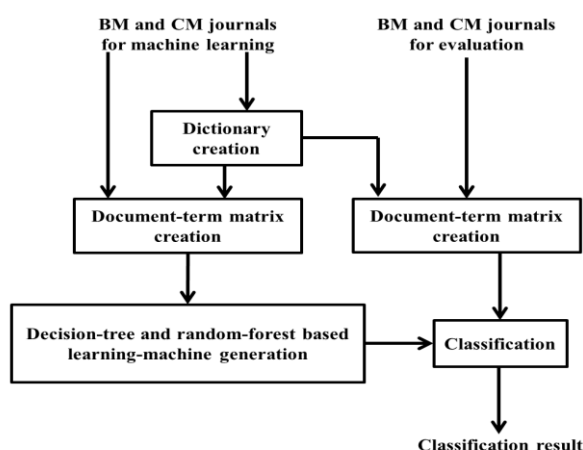 BM and CM journals
for machine learning
BM and CM journals
for evaluation
Dictionary
creation
Document-term matrix
creation
Document-term matrix
creation
Decision-tree and random-forest based
learning-machine generation
Classification
Classification result